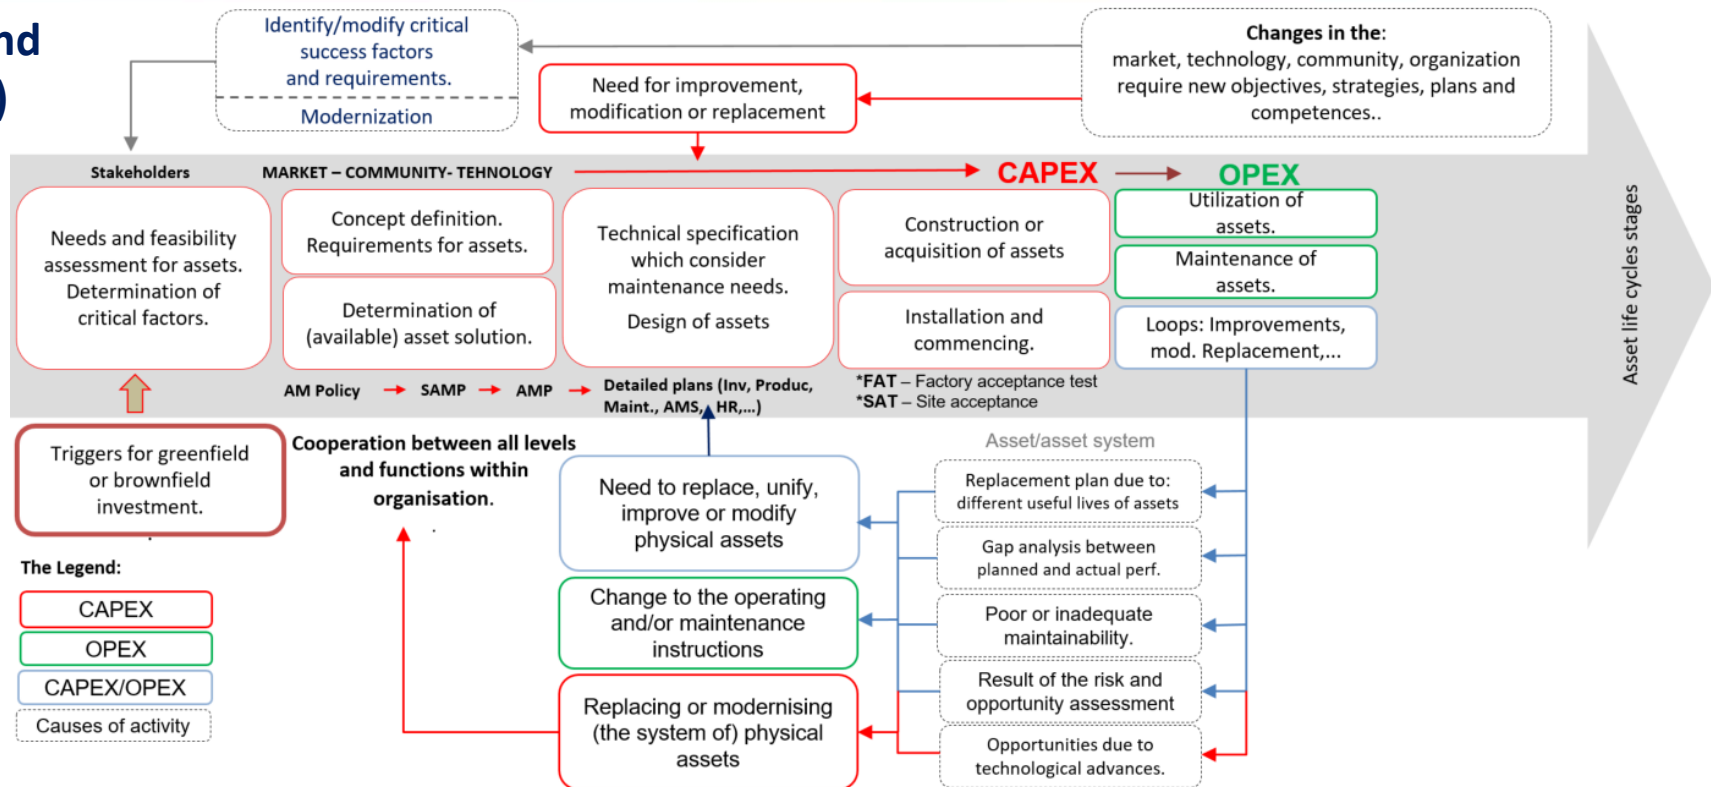 nd
)
Identify/modify critical
success factors
and requirements.
Modernization
Need for improvement,
modification or replacement
Changes in the:
market, technology, community, organization
require new objectives, strategies, plans and
competences..
Stakeholders
MARKET – COMMUNITY- TEHNOLOGY
CAPEX
OPEX
Needs and feasibility
assessment for assets.
Determination of
critical factors.
Concept definition.
Requirements for assets.
Determination of
(available) asset solution.
Technical specification
which consider
maintenance needs.
Design of assets
Construction or
acquisition of assets
Installation and
commencing.
Utilization of
assets.
Maintenance of
assets.
Loops: Improvements,
mod. Replacement,...
Asset life cycles stages
AM Policy
SAMP
AMP
Detailed plans (Inv, Produc,
Maint., AMS, HR,...)
*FAT – Factory acceptance test
*SAT – Site acceptance
Triggers for greenfield
or brownfield
investment.
.
Cooperation between all levels
and functions within
organisation.
.
Need to replace, unify,
improve or modify
physical assets
Change to the operating
and/or maintenance
instructions
Replacing or modernising
(the system of) physical
assets
Asset/asset system
Replacement plan due to:
different useful lives of assets
Gap analysis between
planned and actual perf.
Poor or inadequate
maintainability.
Result of the risk and
opportunity assessment
Opportunities due to
technological advances.
The Legend:
CAPEX
OPEX
CAPEX/OPEX
Causes of activity